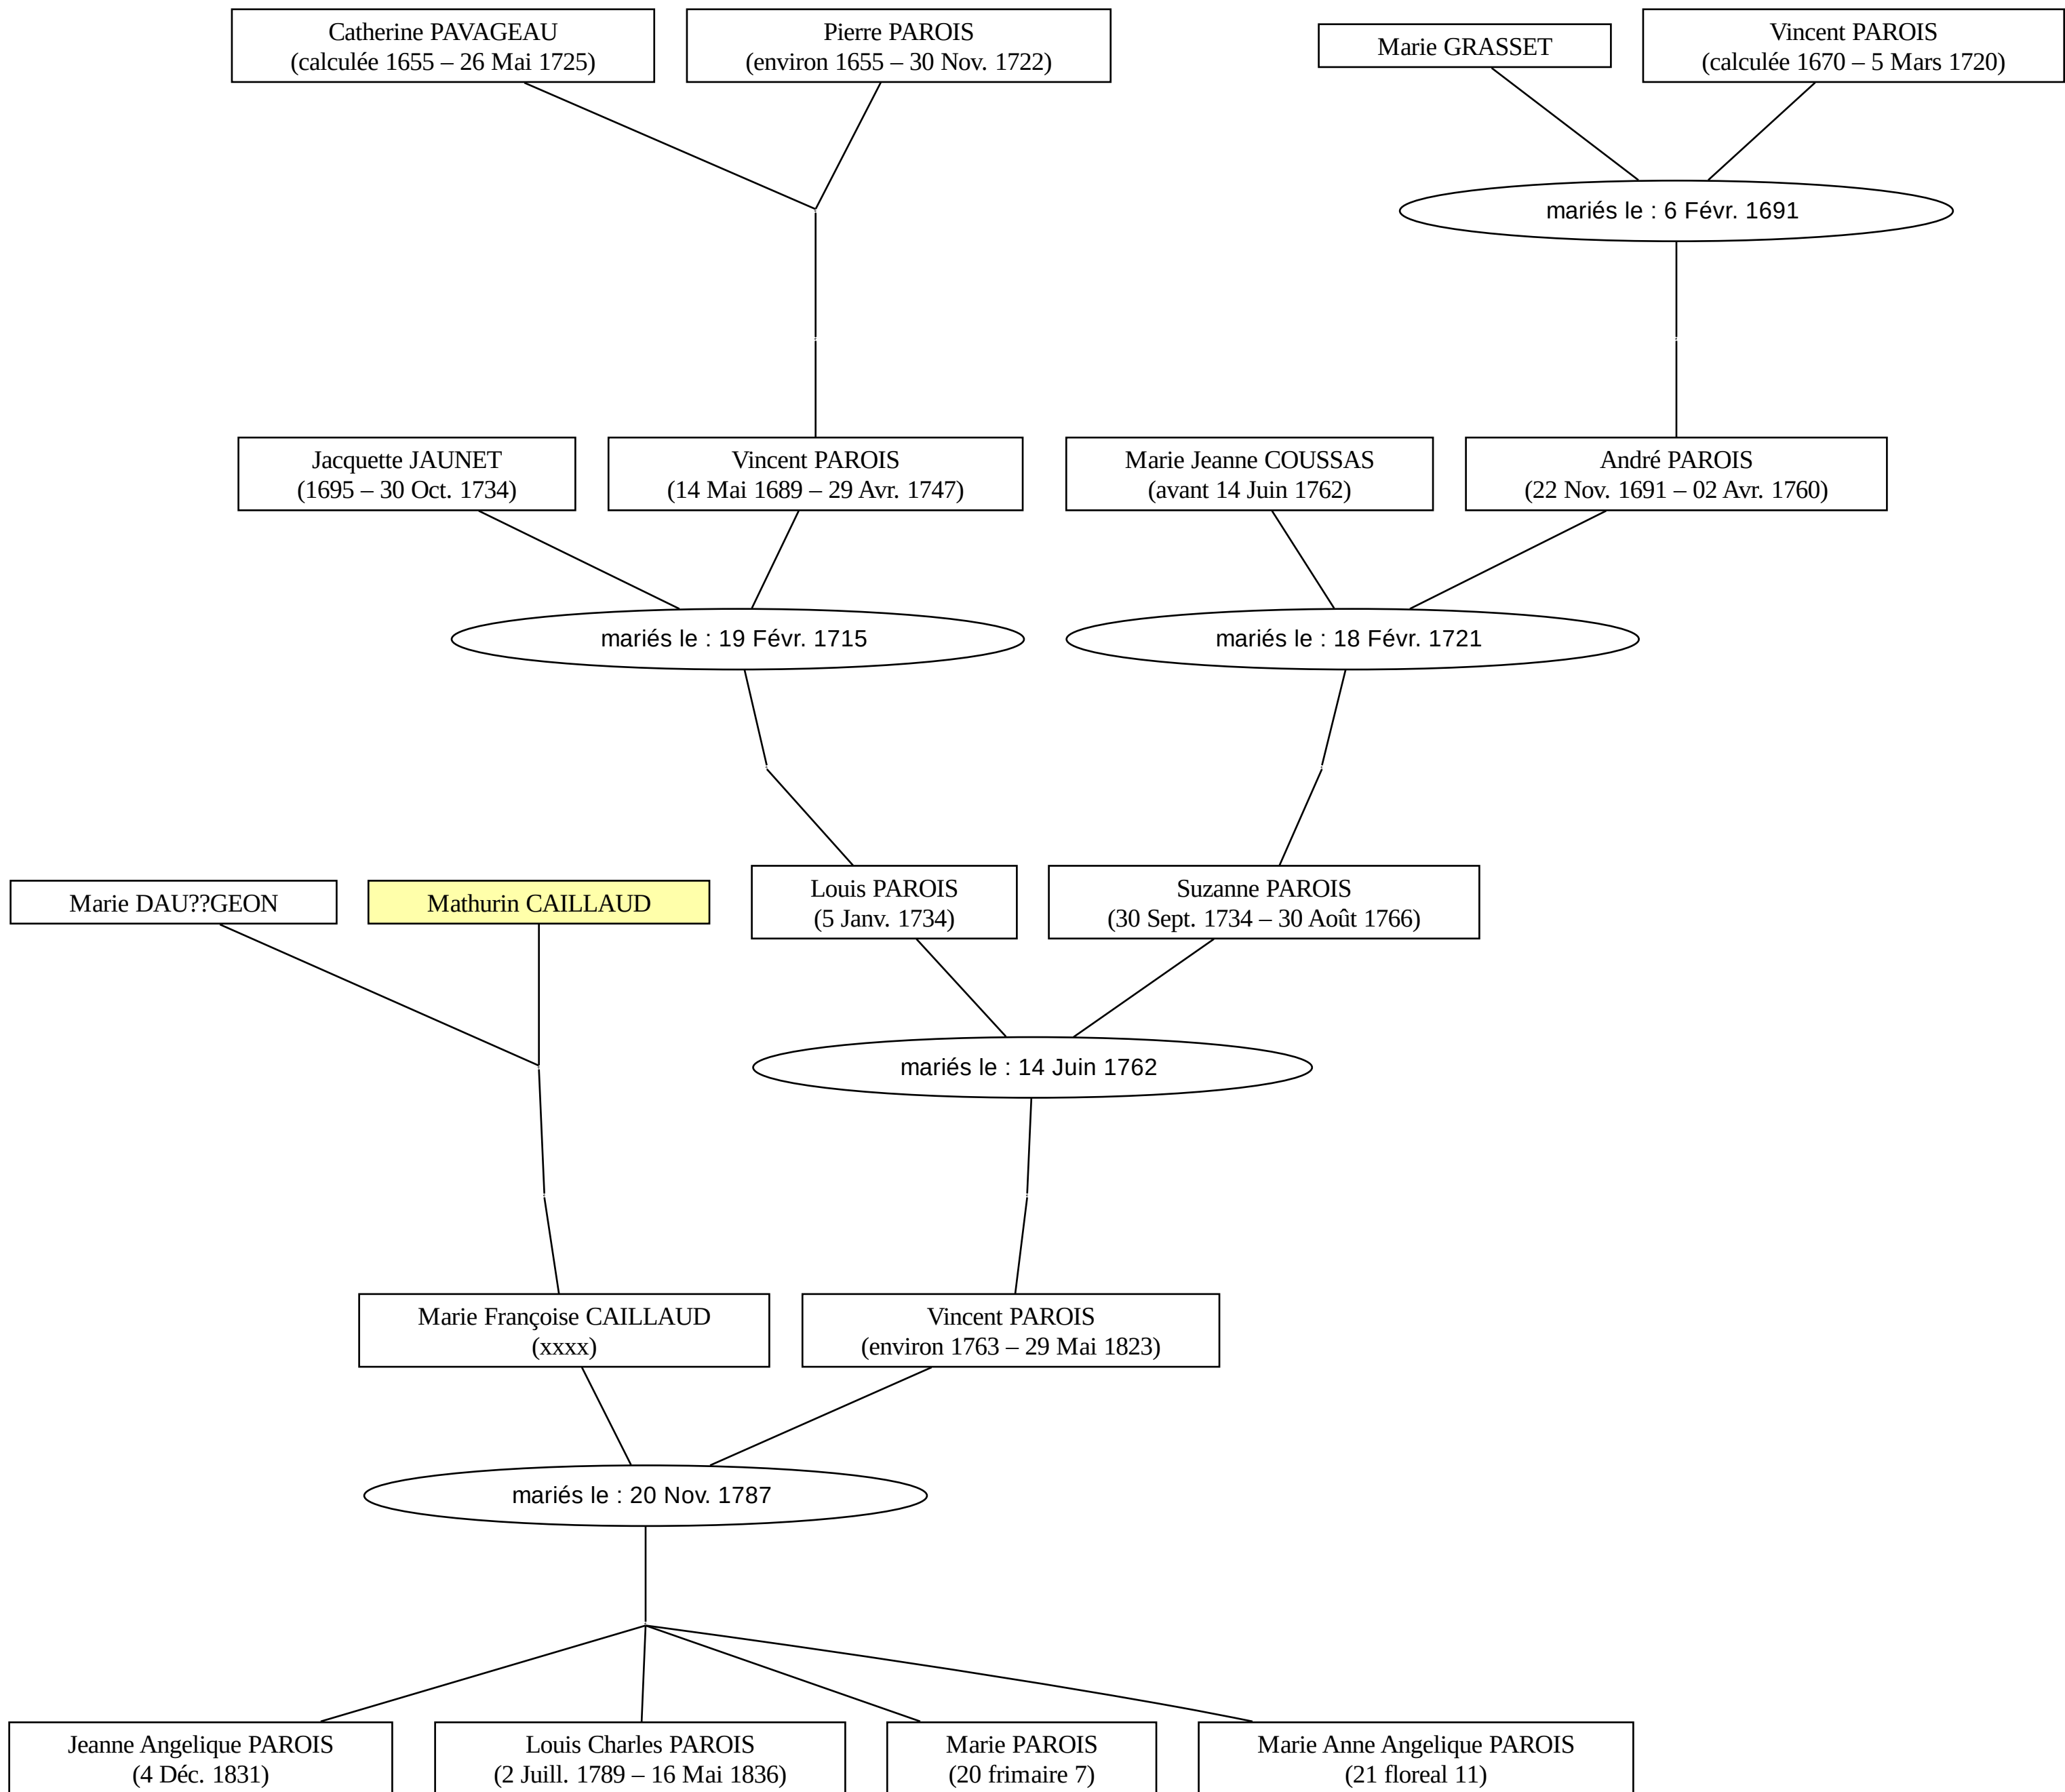 Catherine PAVAGEAU
(calculée 1655 – 26 Mai 1725)
Pierre PAROIS
(environ 1655 – 30 Nov. 1722)
Marie GRASSET
Vincent PAROIS
(calculée 1670 – 5 Mars 1720)
mariés le : 6 Févr. 1691
Jacquette JAUNET
(1695 – 30 Oct. 1734)
Vincent PAROIS
(14 Mai 1689 – 29 Avr. 1747)
Marie Jeanne COUSSAS
(avant 14 Juin 1762)
André PAROIS
(22 Nov. 1691 – 02 Avr. 1760)
mariés le : 19 Févr. 1715
mariés le : 18 Févr. 1721
Marie DAU??GEON
Mathurin CAILLAUD
Louis PAROIS
(5 Janv. 1734)
Suzanne PAROIS
(30 Sept. 1734 – 30 Août 1766)
mariés le : 14 Juin 1762
Marie Françoise CAILLAUD
(xxxx)
Vincent PAROIS
(environ 1763 – 29 Mai 1823)
mariés le : 20 Nov. 1787
Jeanne Angelique PAROIS
(4 Déc. 1831)
Louis Charles PAROIS
(2 Juill. 1789 – 16 Mai 1836)
Marie PAROIS
(20 frimaire 7)
Marie Anne Angelique PAROIS
(21 floreal 11)